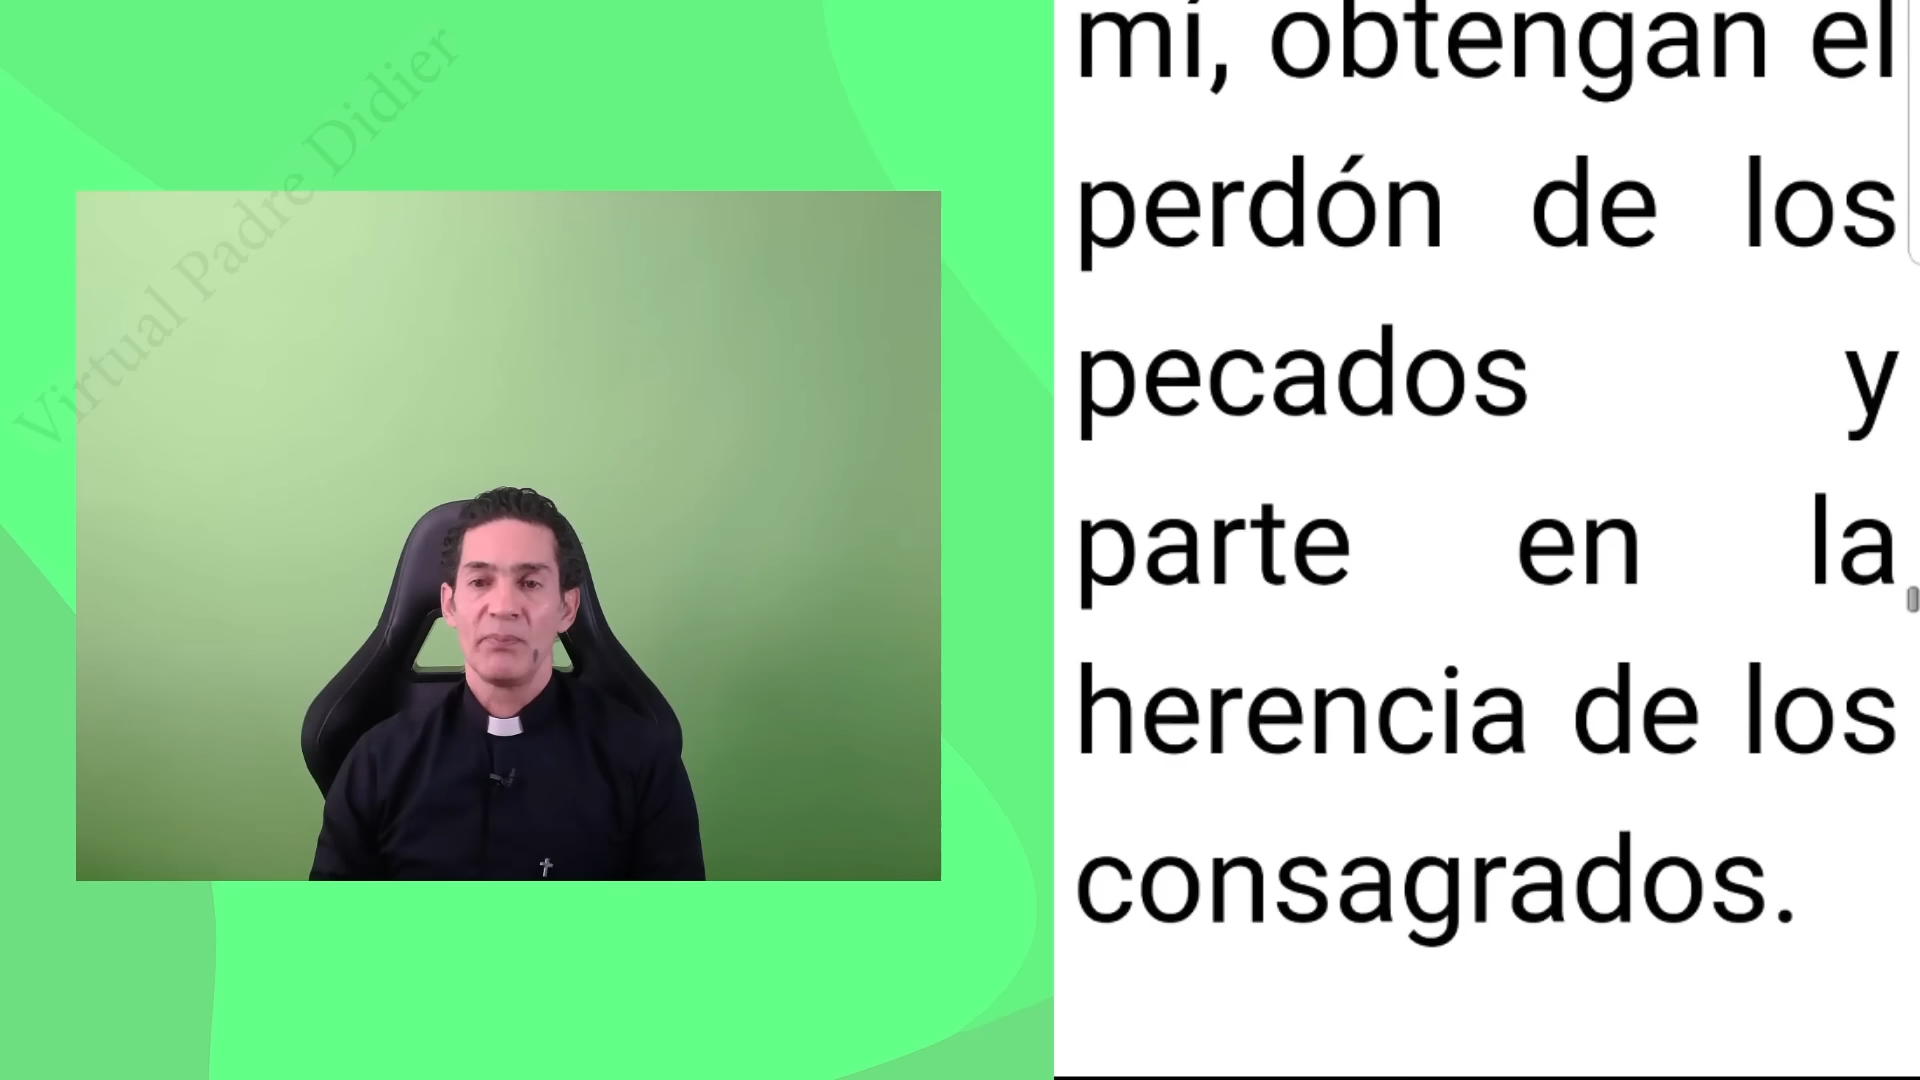 Virtual Padre Didier
mí, obtengan el
perdón de los
pecados y
parte en la
herencia de los
consagrados.